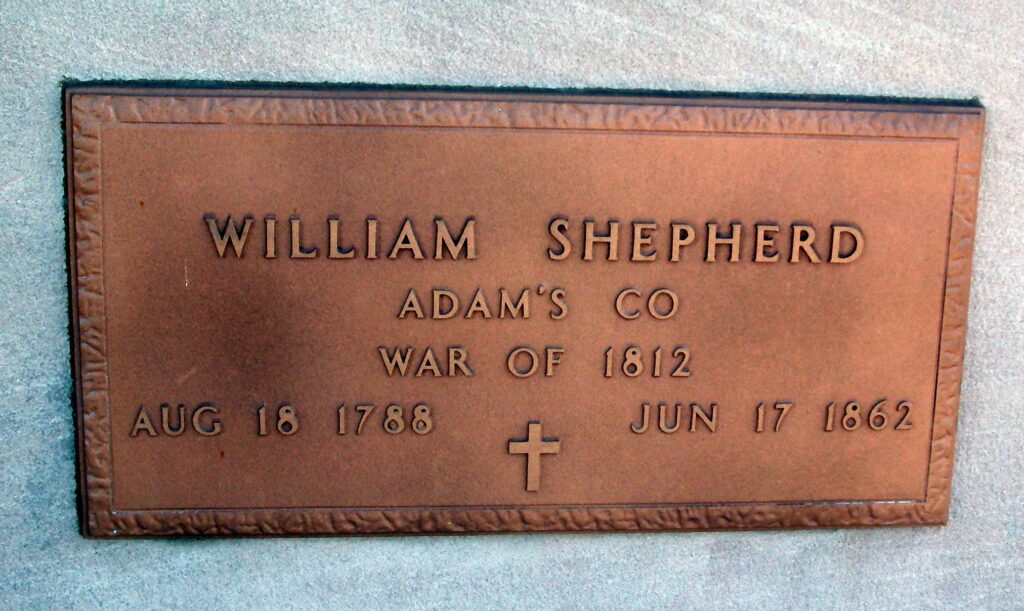 WILLIAM SHEPHERD
ADAM'S CO
WAR OF 1812
AUG 18 1788 JUN 17 1862